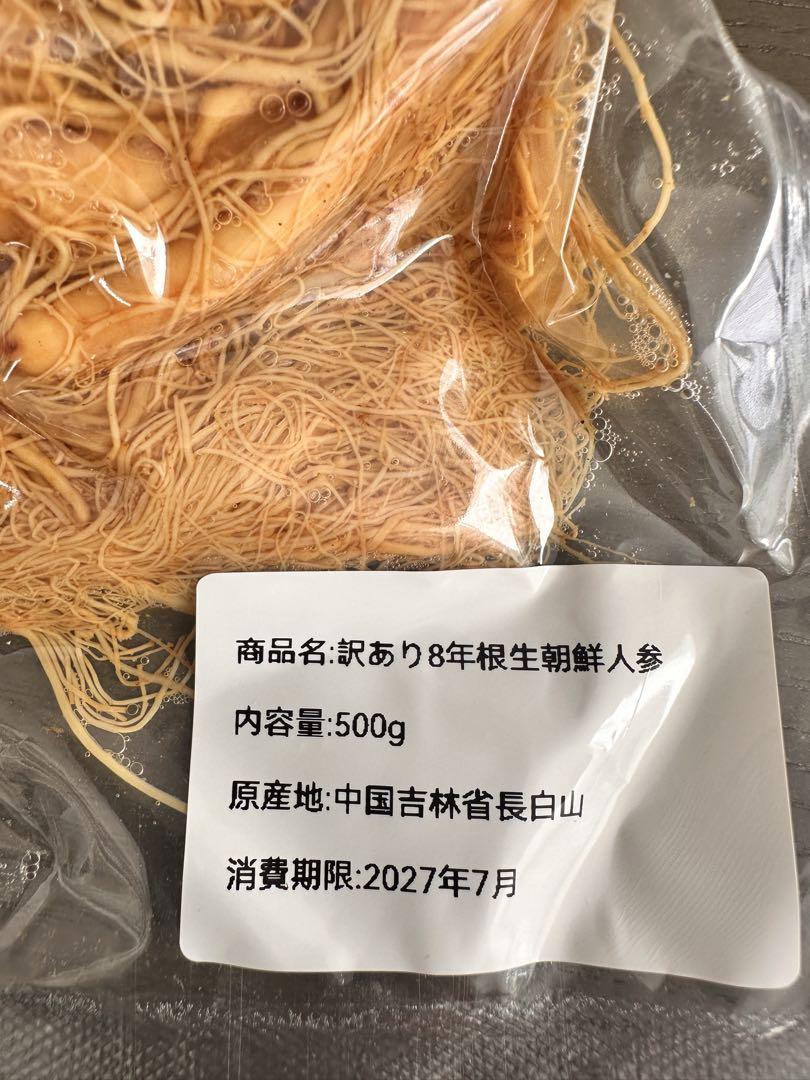 商品名:訳あり8年根生朝鮮人参
内容量:500g
原産地:中国吉林省長白山
消費期限:2027年7月